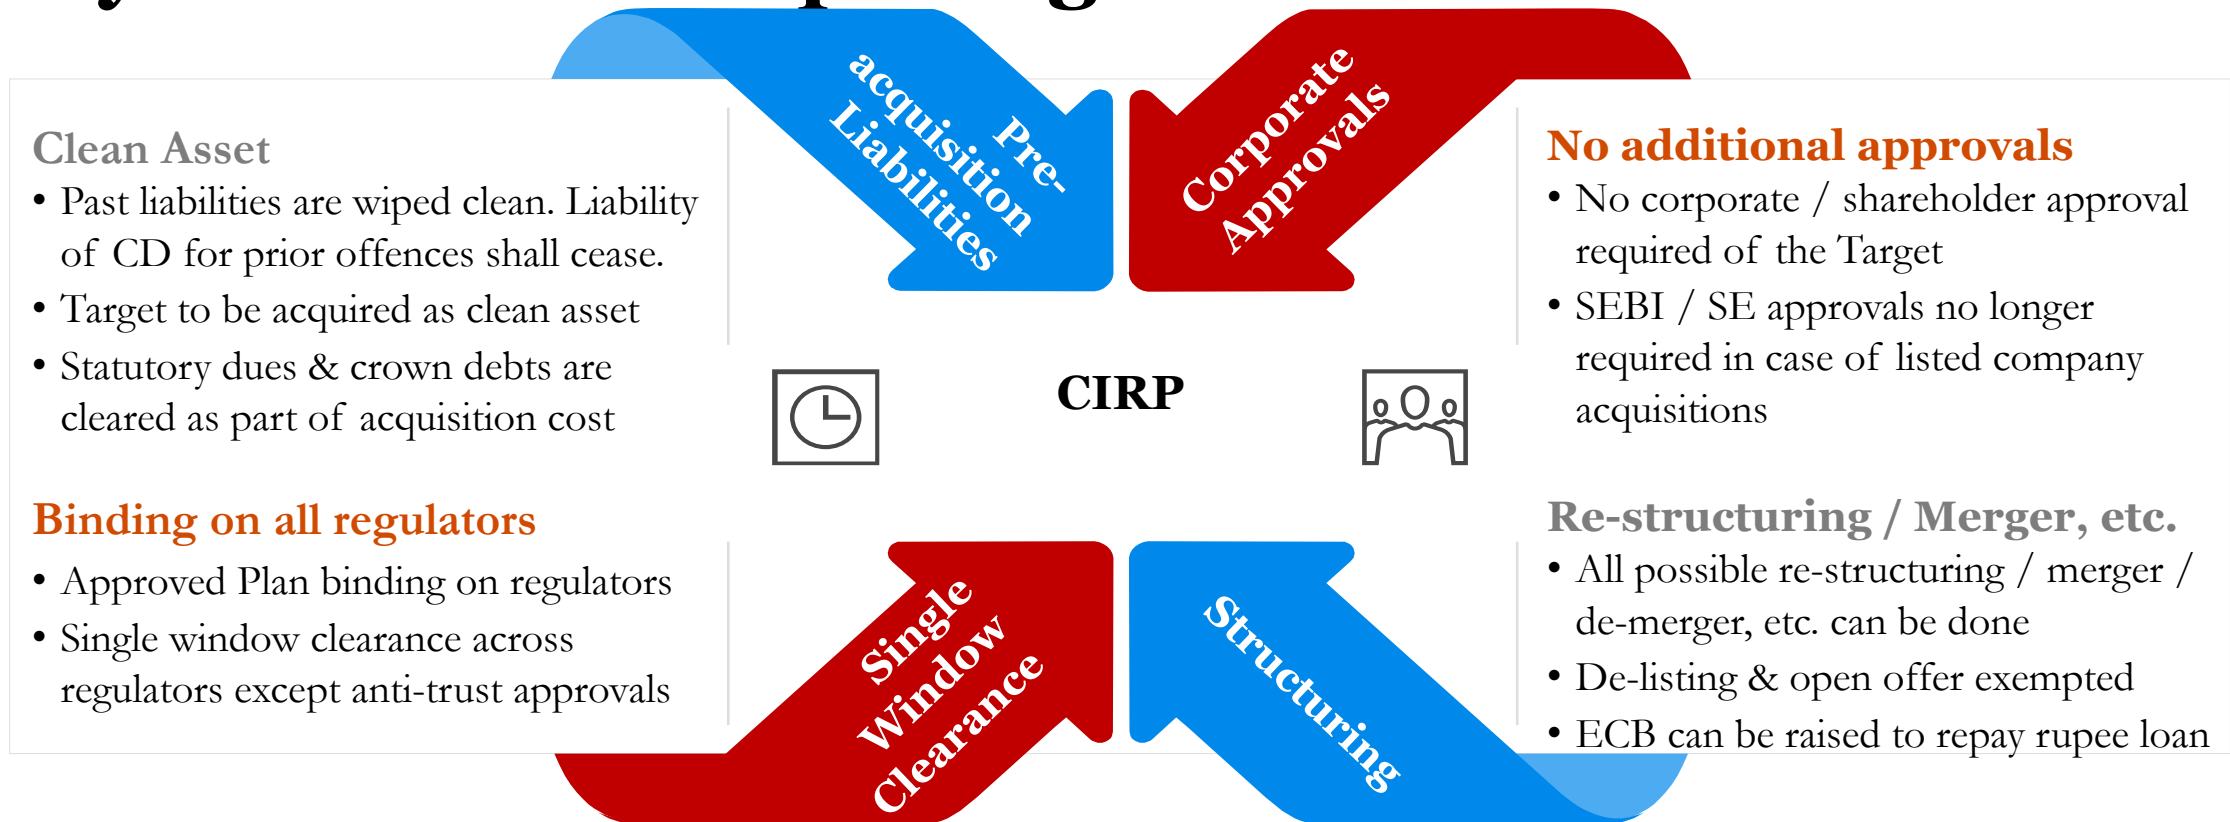 Pre-
acquisition
Liabilities
Corporate
Approvals
Clean Asset
• Past liabilities are wiped clean. Liability
of CD for prior offences shall cease.
• Target to be acquired as clean asset
• Statutory dues & crown debts are
cleared as part of acquisition cost
Binding on all regulators
• Approved Plan binding on regulators
• Single window clearance across
regulators except anti-trust approvals
CIRP
No additional approvals
• No corporate / shareholder approval
required of the Target
• SEBI / SE approvals no longer
required in case of listed company
acquisitions
Re-structuring / Merger, etc.
• All possible re-structuring / merger /
de-merger, etc. can be done
• De-listing & open offer exempted
• ECB can be raised to repay rupee loan
Single
Window
Clearance
Structuring